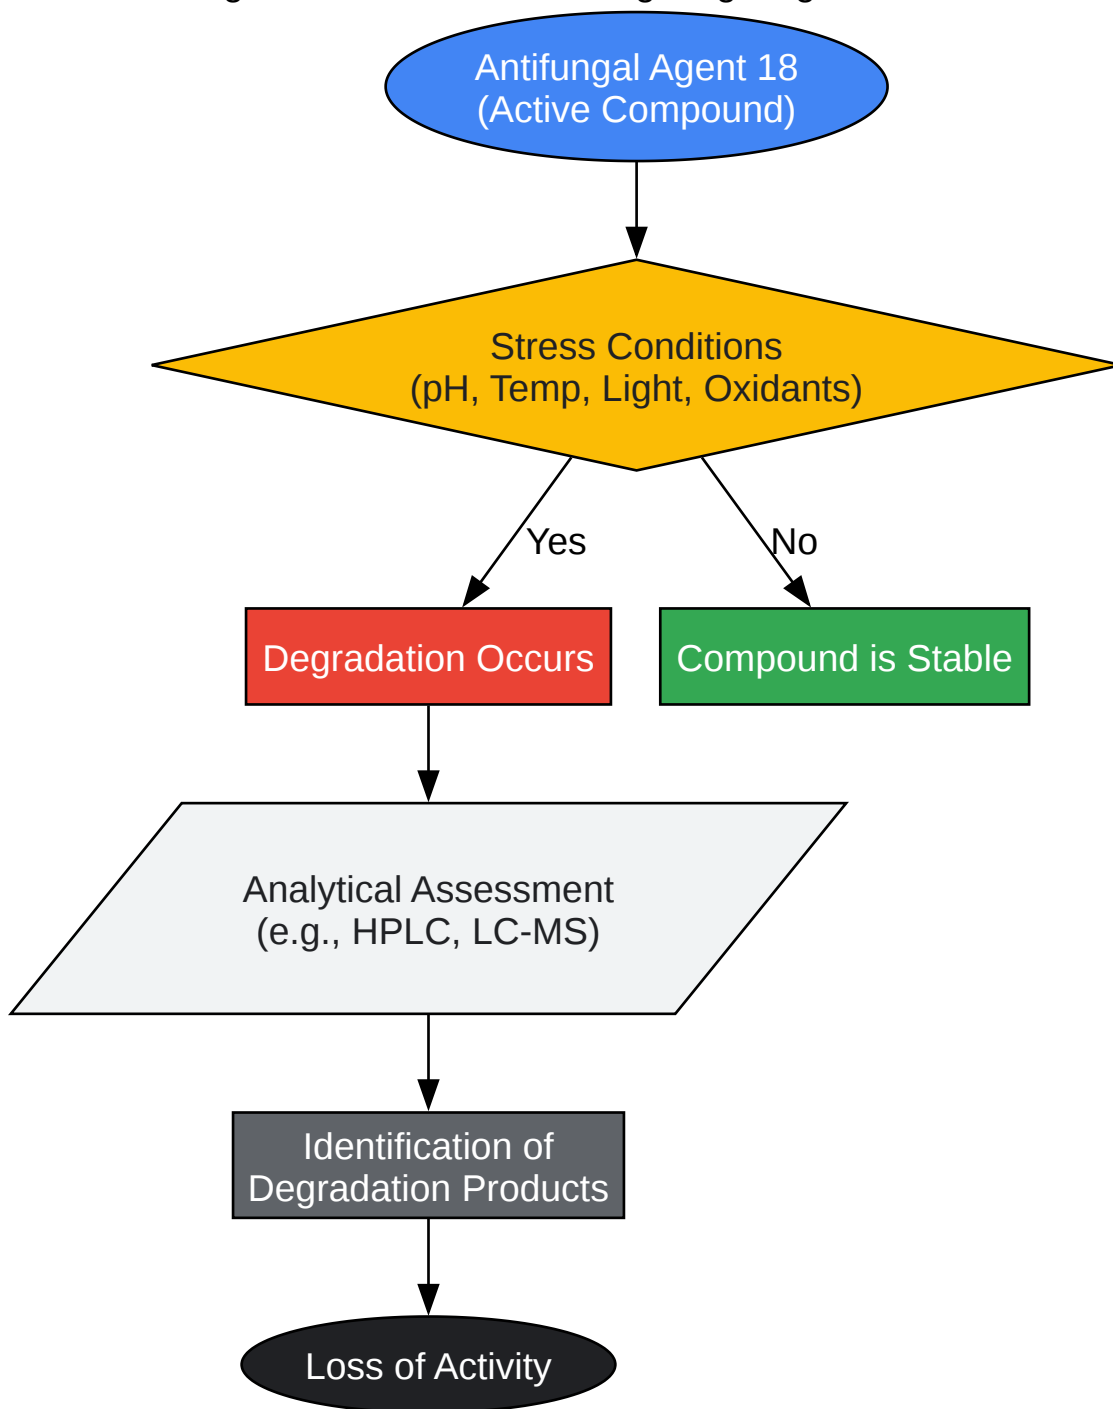 Antifungal Agent 18
(Active Compound)
Stress Conditions
(pH, Temp, Light, Oxidants)
Yes
No
Degradation Occurs
Compound is Stable
Analytical Assessment
(e.g., HPLC, LC-MS)
Identification of
Degradation Products
Loss of Activity